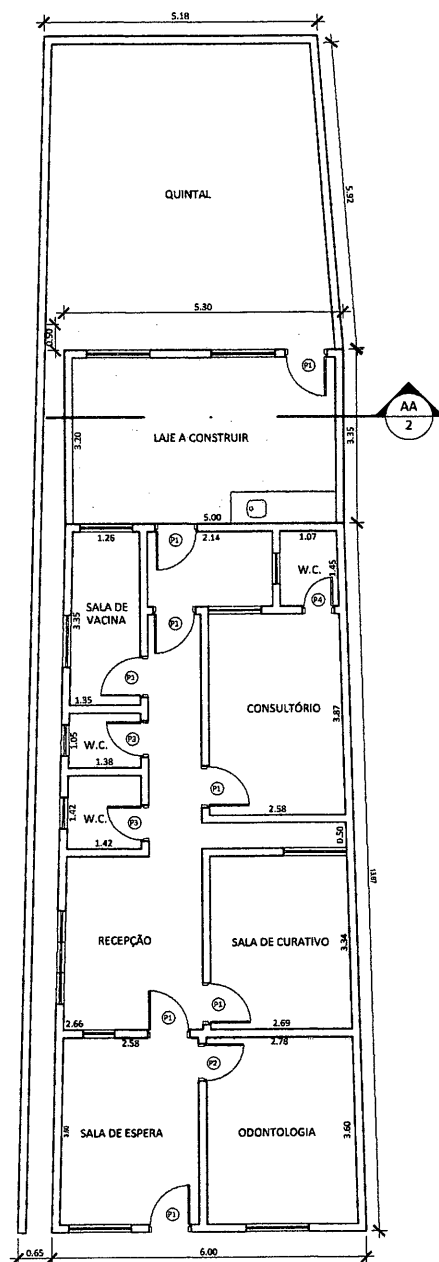 5.18
QUINTAL
5.92
5.30
0.50
P1
AA
2
3.20
LAJE A CONSTRUIR
3.35
5.00
1.26
P1
2.14
1.07
W.C.
1.45
P4
SALA DE
VACINA
3.35
P1
P1
CONSULTÓRIO
3.87
1.35
W.C.
1.05
P3
1.38
P1
2.58
W.C.
1.42
P3
1.42
0.50
13.87
RECEPÇÃO
SALA DE CURATIVO
3.34
P1
P1
2.66
2.58
2.69
2.78
P2
SALA DE ESPERA
ODONTOLOGIA
3.60
P1
0.65
6.00